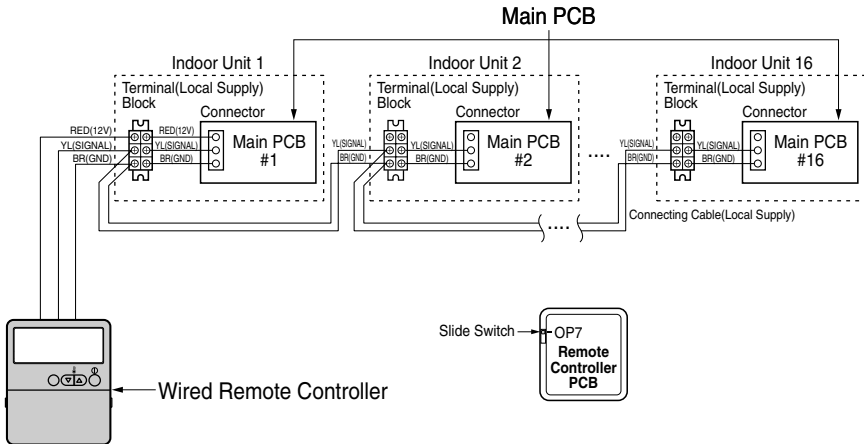 Main PCB
Indoor Unit 1
Terminal(Local Supply)
Block
Connector
RED(12V)
YL(SIGNAL)
BR(GND)
RED(12V)
YL(SIGNAL)
BR(GND)
Main PCB
#1
Indoor Unit 2
Terminal(Local Supply)
Block
Connector
YL(SIGNAL)
BR(GND)
YL(SIGNAL)
BR(GND)
Main PCB
#2
....
Indoor Unit 16
Terminal(Local Supply)
Block
Connector
YL(SIGNAL)
BR(GND)
YL(SIGNAL)
BR(GND)
Main PCB
#16
....
Connecting Cable(Local Supply)
Wired Remote Controller
Slide Switch
OP7
Remote
Controller
PCB